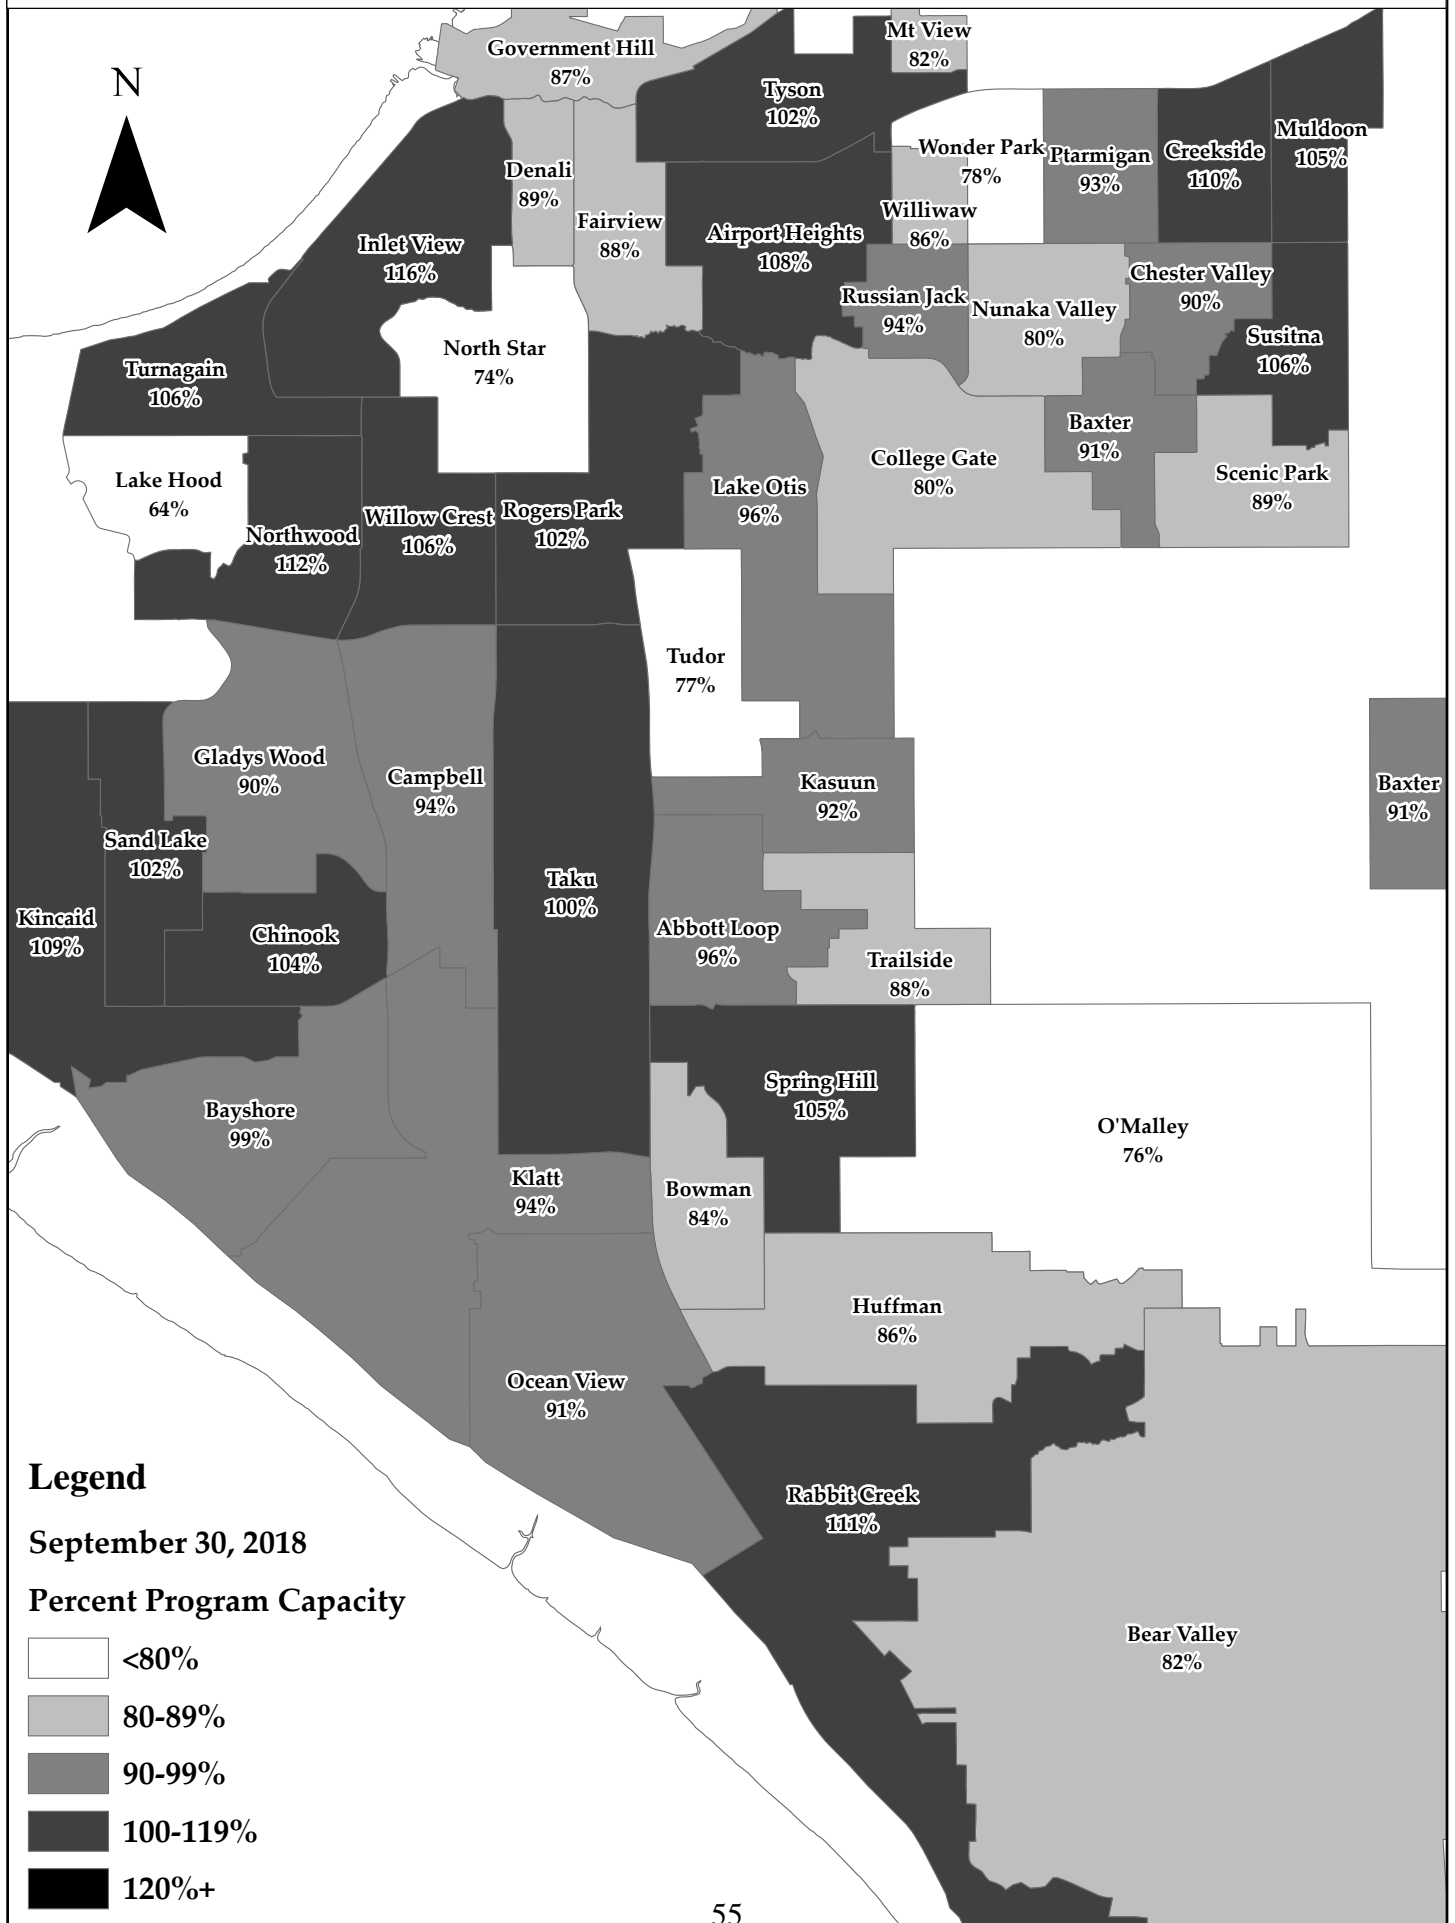 Government Hill
87%
Mt View
82%
N
Tyson
102%
Wonder Park
78%
Ptarmigan
93%
Creekside
110%
Muldoon
105%
Denali
89%
Fairview
88%
Williwaw
86%
Inlet View
116%
Airport Heights
108%
Russian Jack
94%
Nunaka Valley
80%
Chester Valley
90%
Susitna
106%
North Star
74%
Turnagain
106%
Baxter
91%
College Gate
80%
Scenic Park
89%
Lake Hood
64%
Lake Otis
96%
Northwood
112%
Willow Crest
106%
Rogers Park
102%
Tudor
77%
Gladys Wood
90%
Campbell
94%
Kasuun
92%
Baxter
91%
Sand Lake
102%
Taku
100%
Kincaid
109%
Chinook
104%
Abbott Loop
96%
Trailside
88%
Spring Hill
105%
Bayshore
99%
O'Malley
76%
Klatt
94%
Bowman
84%
Huffman
86%
Ocean View
91%
Rabbit Creek
111%
Bear Valley
82%
Legend
September 30, 2018
Percent Program Capacity
<80%
80-89%
90-99%
100-119%
120%+
55